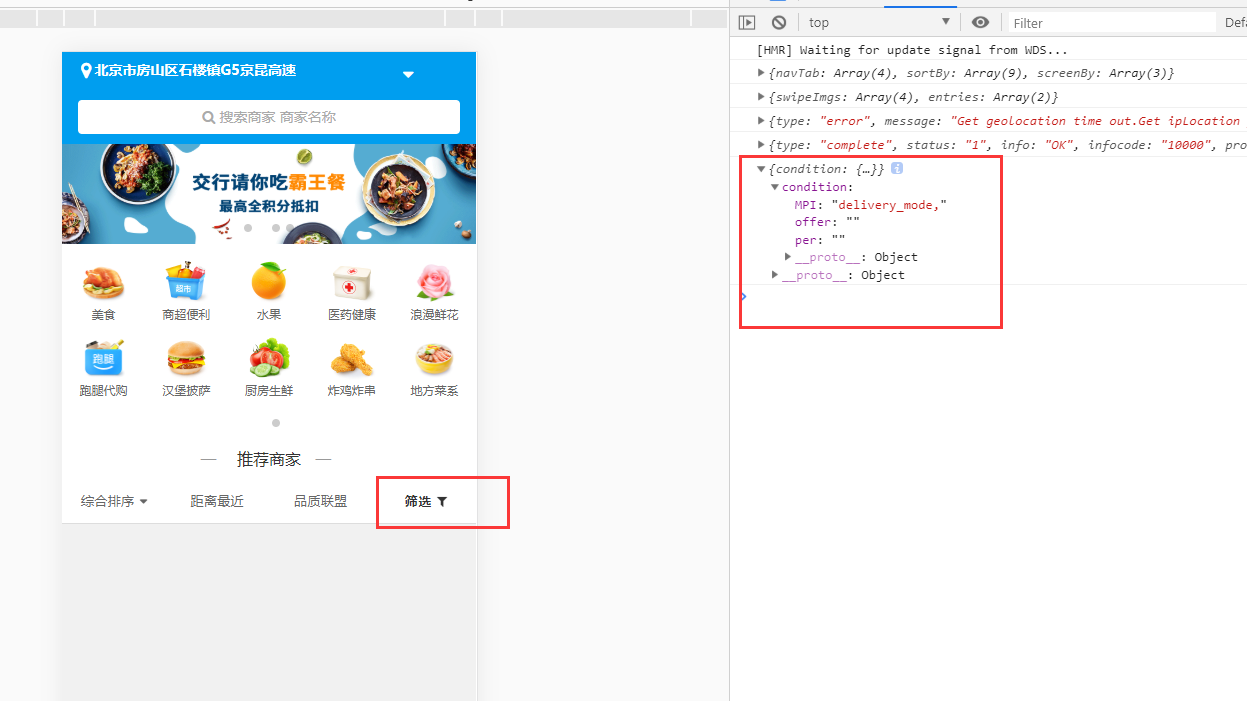 北京市房山区石楼镇G5京昆高速
搜索商家 商家名称
交行请你吃霸王餐
最高全积分抵扣
美食
超市
商超便利
水果
医药健康
浪漫鲜花
跑腿
跑腿代购
汉堡披萨
厨房生鲜
炸鸡炸串
地方菜系
推荐商家
综合排序
距离最近
品质联盟
筛选
top
Filter
Defa
[HMR] Waiting for update signal from WDS...
{navTab: Array(4), sortBy: Array(9), screenBy: Array(3)}
{swipeImgs: Array(4), entries: Array(2)}
{type: "error", message: "Get geolocation time out.Get ipLocation
{type: "complete", status: "1", info: "OK", infocode: "10000", pro
{condition: {…}} i
condition:
MPI: "delivery_mode,"
offer: ""
per: ""
__proto__: Object
__proto__: Object